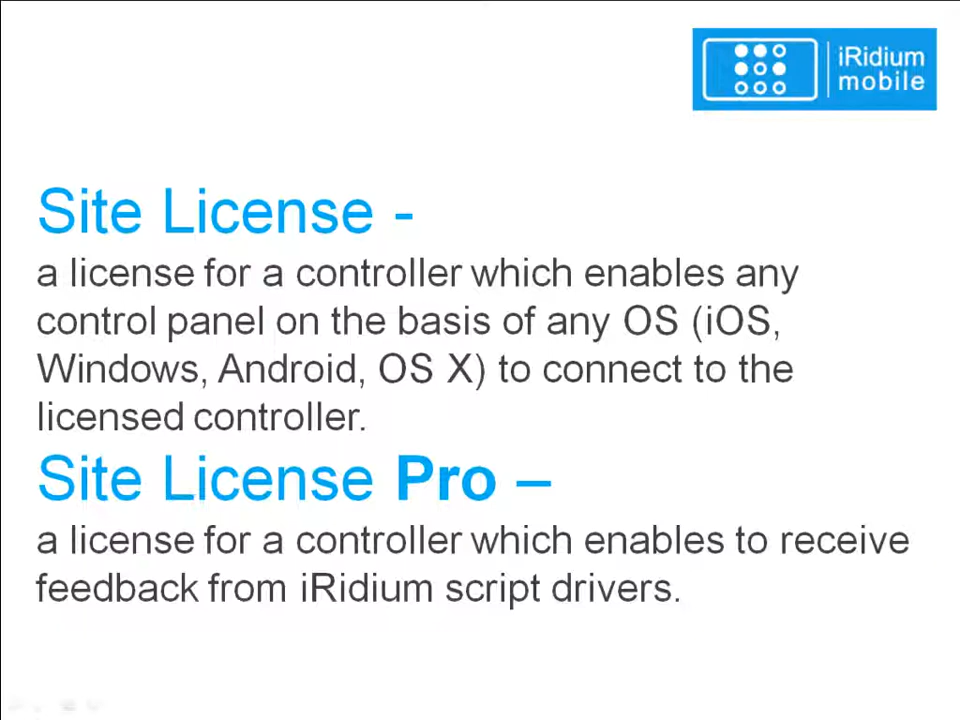 iRidium
mobile
Site License -
a license for a controller which enables any
control panel on the basis of any OS (iOS,
Windows, Android, OS X) to connect to the
licensed controller.
Site License Pro –
a license for a controller which enables to receive
feedback from iRidium script drivers.